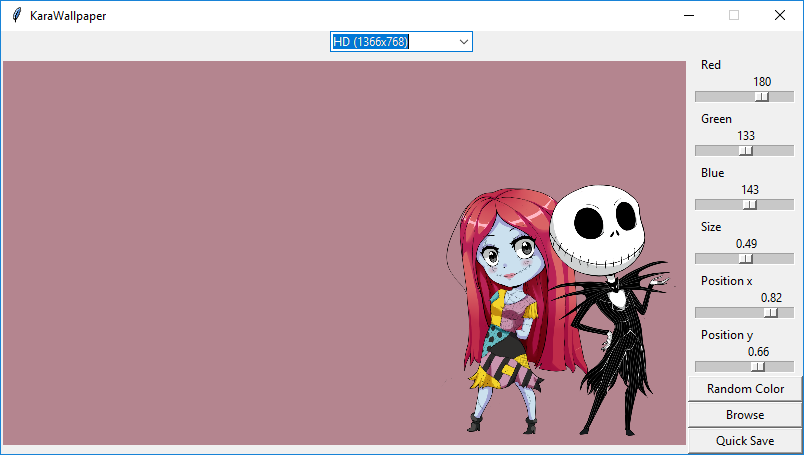 KaraWallpaper
HD (1366x768)
Red
180
Green
133
Blue
143
Size
0.49
Position x
0.82
Position y
0.66
Random Color
Browse
Quick Save